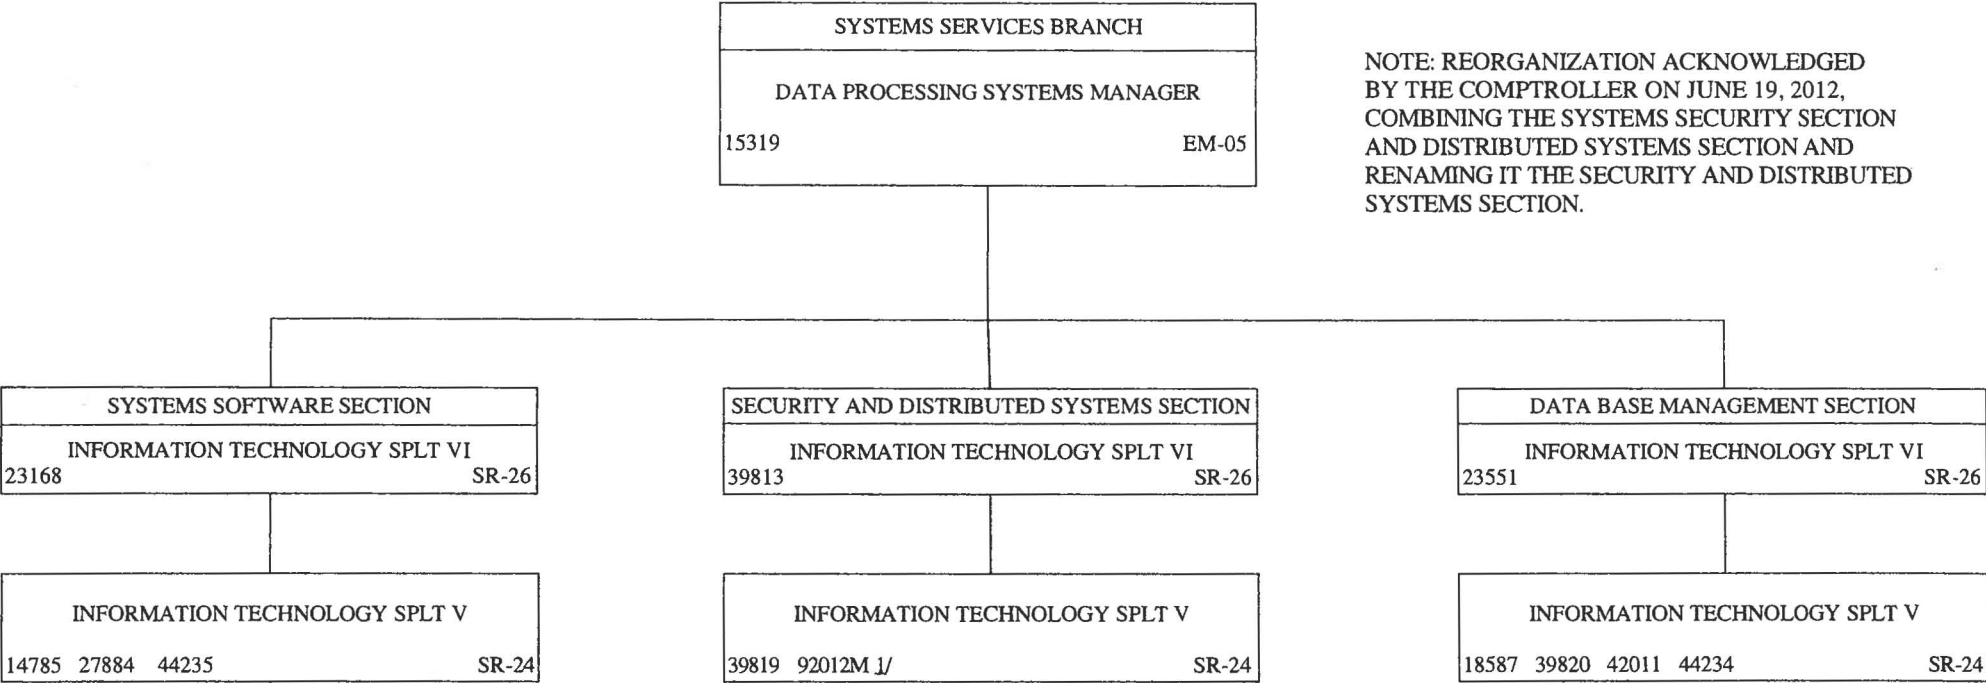 SYSTEMS SERVICES BRANCH
DATA PROCESSING SYSTEMS MANAGER
15319 EM-05
NOTE: REORGANIZATION ACKNOWLEDGED
BY THE COMPTROLLER ON JUNE 19, 2012,
COMBINING THE SYSTEMS SECURITY SECTION
AND DISTRIBUTED SYSTEMS SECTION AND
RENAMING IT THE SECURITY AND DISTRIBUTED
SYSTEMS SECTION.
SYSTEMS SOFTWARE SECTION
INFORMATION TECHNOLOGY SPLT VI
23168 SR-26
INFORMATION TECHNOLOGY SPLT V
14785 27884 44235 SR-24
SECURITY AND DISTRIBUTED SYSTEMS SECTION
INFORMATION TECHNOLOGY SPLT VI
39813 SR-26
INFORMATION TECHNOLOGY SPLT V
39819 92012M 1/ SR-24
DATA BASE MANAGEMENT SECTION
INFORMATION TECHNOLOGY SPLT VI
23551 SR-26
INFORMATION TECHNOLOGY SPLT V
18587 39820 42011 44234 SR-24